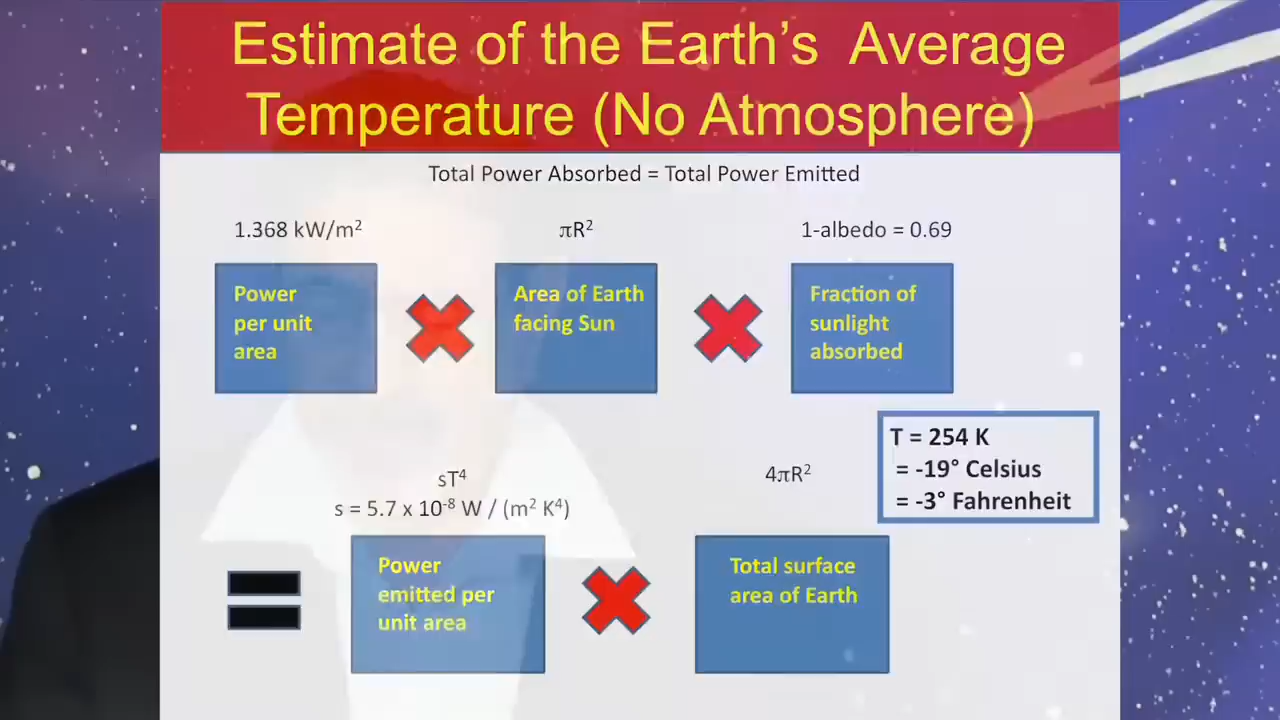 Estimate of the Earth's  Average
Temperature (No Atmosphere)
Total Power Absorbed = Total Power Emitted
1.368 kW/m²
πR²
1-albedo = 0.69
Power
per unit
area
Area of Earth
facing Sun
Fraction of
sunlight
absorbed
T = 254 K
= -19° Celsius
= -3° Fahrenheit
sT⁴
s = 5.7 x 10⁻⁸ W / (m² K⁴)
4πR²
Power
emitted per
unit area
Total surface
area of Earth